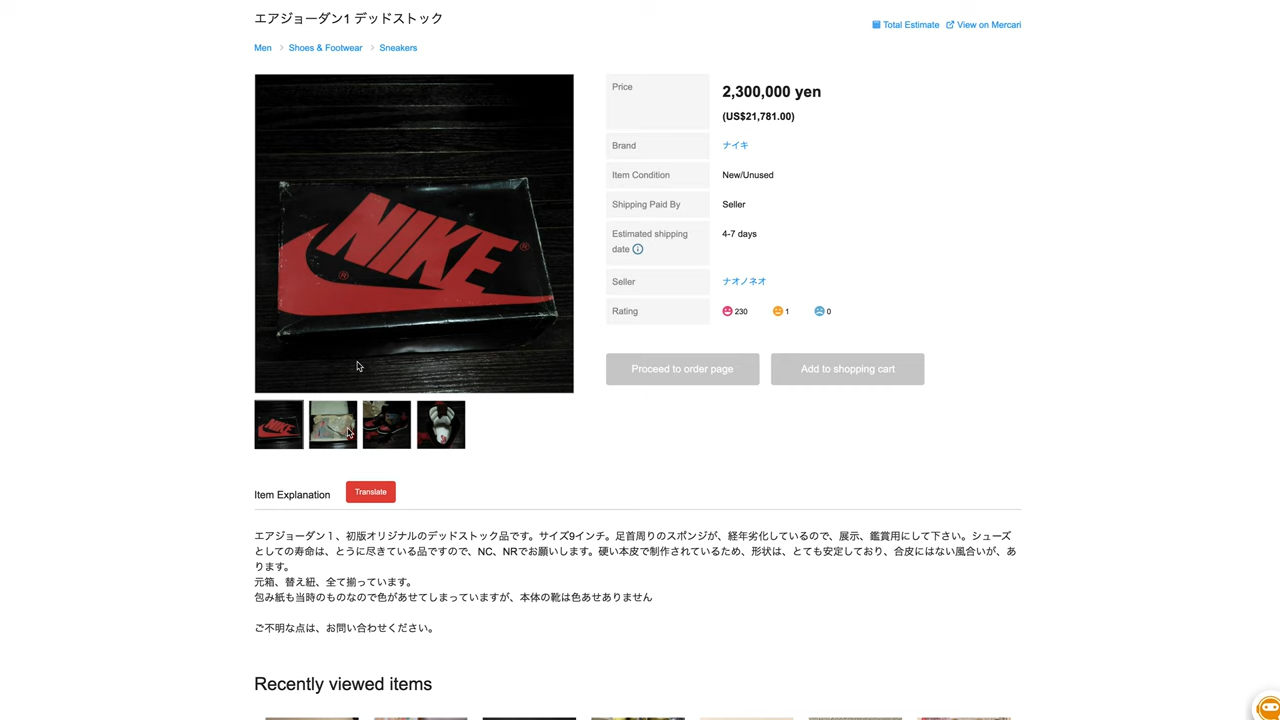 エアジョーダン1 デッドストック
Total Estimate
View on Mercari
Men > Shoes & Footwear > Sneakers
NIKE
®
®
Price
2,300,000 yen
(US$21,781.00)
Brand
ナイキ
Item Condition
New/Unused
Shipping Paid By
Seller
Estimated shipping
date
4-7 days
Seller
ナオノネオ
Rating
230
1
0
Proceed to order page
Add to shopping cart
Item Explanation
Translate
エアジョーダン１、初版オリジナルのデッドストック品です。サイズ9インチ。足首周りのスポンジが、経年劣化しているので、展示、鑑賞用にして下さい。シューズ
としての寿命は、とうに尽きている品ですので、NC、NRでお願いします。硬い本皮で制作されているため、形状は、とても安定しており、合皮にはない風合いが、あ
ります。
元箱、替え紐、全て揃っています。
包み紙も当時のものなので色があせてしまっていますが、本体の靴は色あせありません
ご不明な点は、お問い合わせください。
Recently viewed items